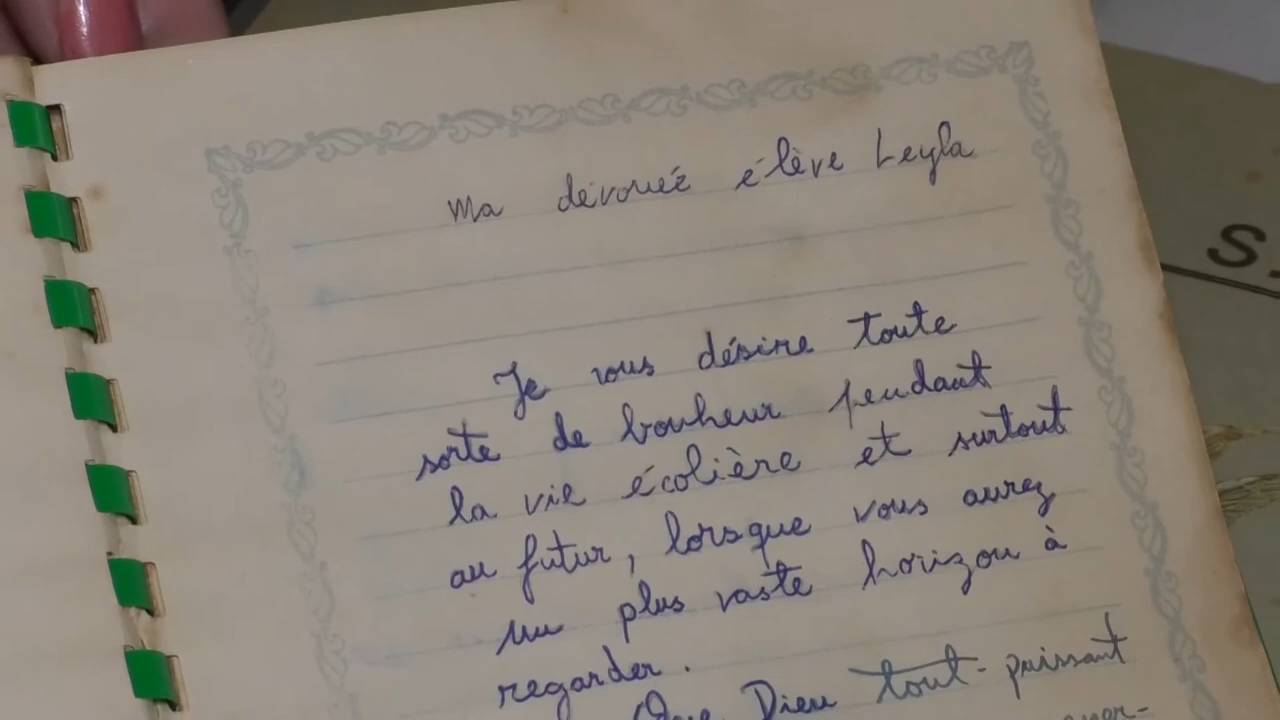 Ma dévouée élève Leyla
Je vous désire toute
sorte de bonheur pendant
la vie écolière et surtout
au futur, lorsque vous aurez
un plus vaste horizon à
regarder.
Que Dieu tout-puissant
S.